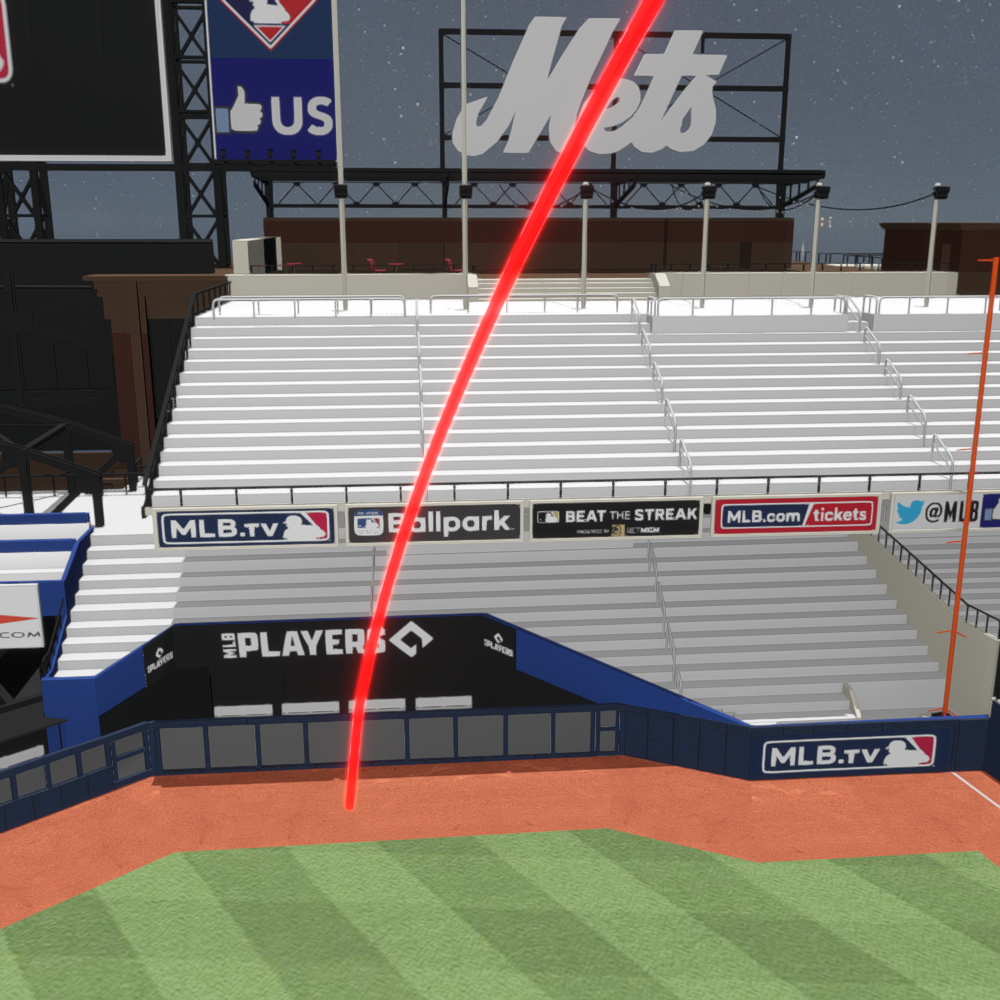 Mets
US
MLB.TV
Ballpark
BEAT THE STREAK
MLB.com/tickets
@MLB
.COM
MLB PLAYERS
PLAYERS
PLAYERS
MLB.TV